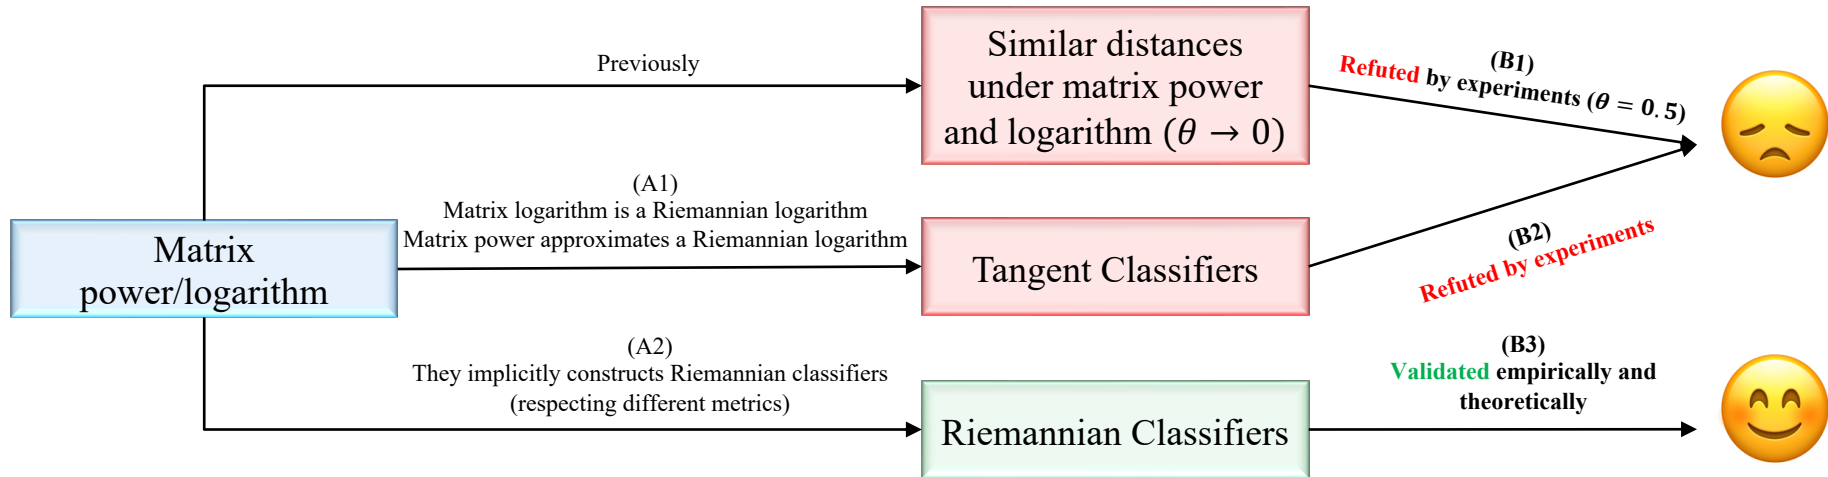 Previously
Similar distances
under matrix power
and logarithm (θ → 0)
(B1)
Refuted by experiments (θ = 0.5)
Matrix
power/logarithm
(A1)
Matrix logarithm is a Riemannian logarithm
Matrix power approximates a Riemannian logarithm
Tangent Classifiers
(B2)
Refuted by experiments
(A2)
They implicitly constructs Riemannian classifiers
(respecting different metrics)
Riemannian Classifiers
(B3)
Validated empirically and
theoretically